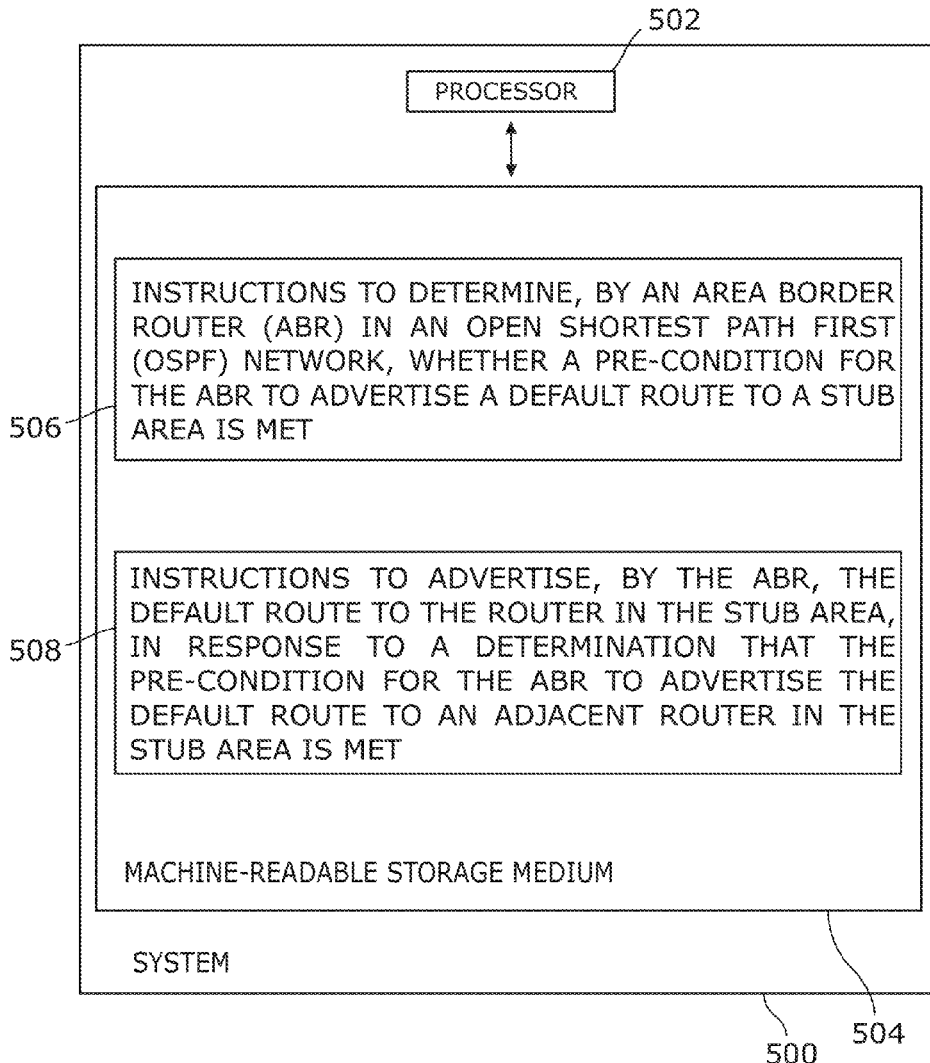 502
PROCESSOR
INSTRUCTIONS TO DETERMINE, BY AN AREA BORDER
ROUTER (ABR) IN AN OPEN SHORTEST PATH FIRST
(OSPF) NETWORK, WHETHER A PRE-CONDITION FOR
THE ABR TO ADVERTISE A DEFAULT ROUTE TO A STUB
AREA IS MET
506
INSTRUCTIONS TO ADVERTISE, BY THE ABR, THE
DEFAULT ROUTE TO THE ROUTER IN THE STUB AREA,
IN RESPONSE TO A DETERMINATION THAT THE
PRE-CONDITION FOR THE ABR TO ADVERTISE THE
DEFAULT ROUTE TO AN ADJACENT ROUTER IN THE
STUB AREA IS MET
508
MACHINE-READABLE STORAGE MEDIUM
SYSTEM
504
500